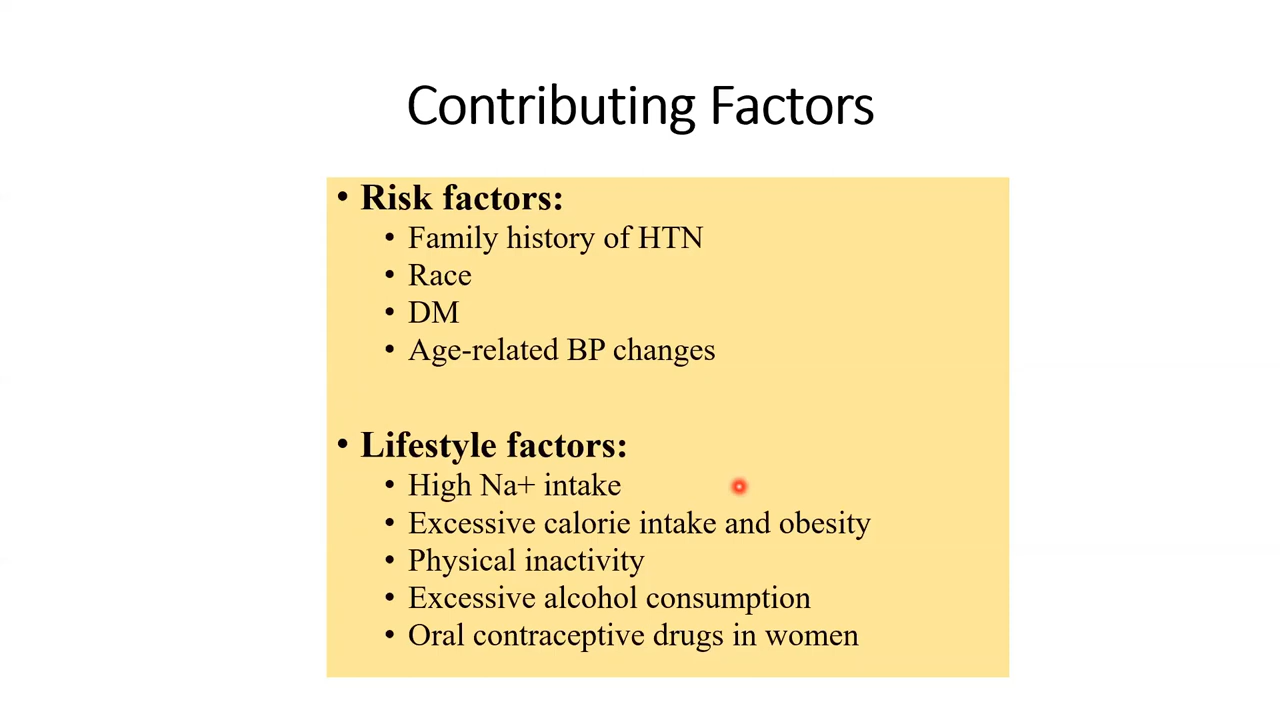 Contributing Factors
• Risk factors:
• Family history of HTN
• Race
• DM
• Age-related BP changes
• Lifestyle factors:
• High Na+ intake
• Excessive calorie intake and obesity
• Physical inactivity
• Excessive alcohol consumption
• Oral contraceptive drugs in women